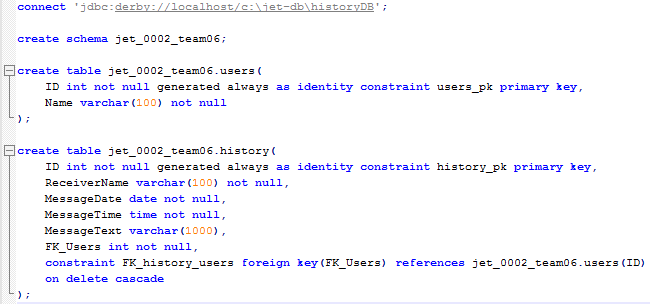 connect 'jdbc:derby://localhost/c:\jet-db\historyDB';
create schema jet_0002_team06;
create table jet_0002_team06.users(
ID int not null generated always as identity constraint users_pk primary key,
Name varchar(100) not null
);
create table jet_0002_team06.history(
ID int not null generated always as identity constraint history_pk primary key,
ReceiverName varchar(100) not null,
MessageDate date not null,
MessageTime time not null,
MessageText varchar(1000),
FK_Users int not null,
constraint FK_history_users foreign key(FK_Users) references jet_0002_team06.users(ID)
on delete cascade
);